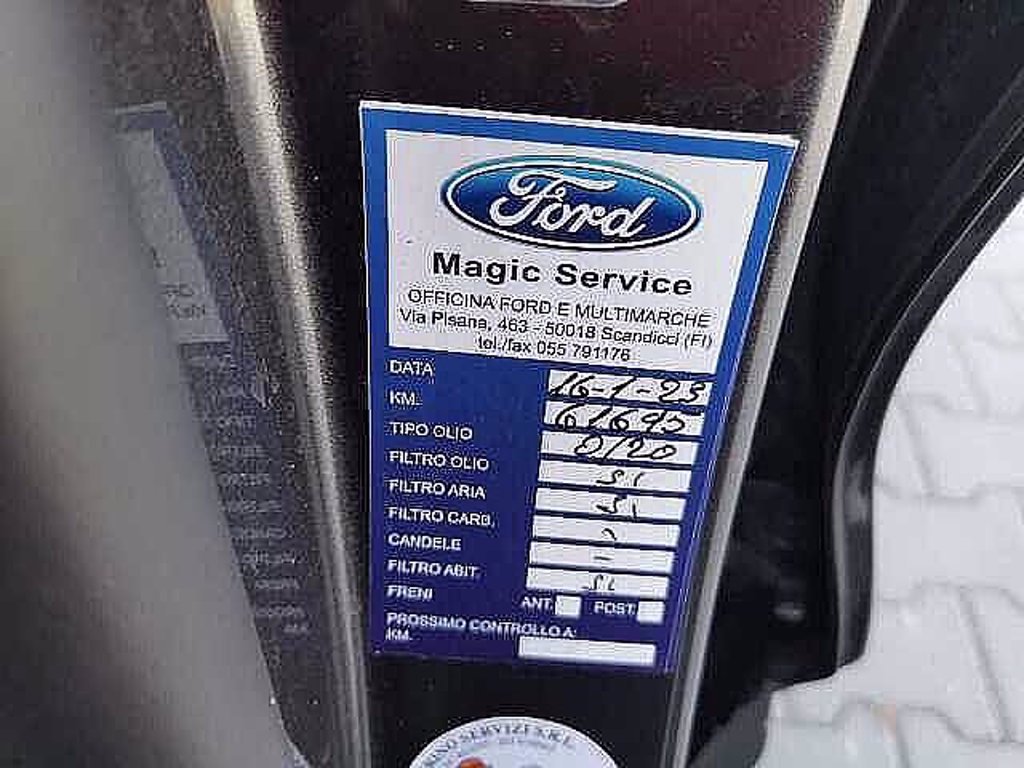 Ford
Magic Service
OFFICINA FORD E MULTIMARCHE
Via Pisana, 463 - 50018 Scandicci (FI)
tel./fax 055 791176
DATA 16-1-23
KM. 61695
TIPO OLIO 0/20
FILTRO OLIO SI
FILTRO ARIA SI
FILTRO CARB.
CANDELE -
FILTRO ABIT. SI
FRENI ANT. POST.
PROSSIMO CONTROLLO A:
KM.
SERVIZI S.R.L.